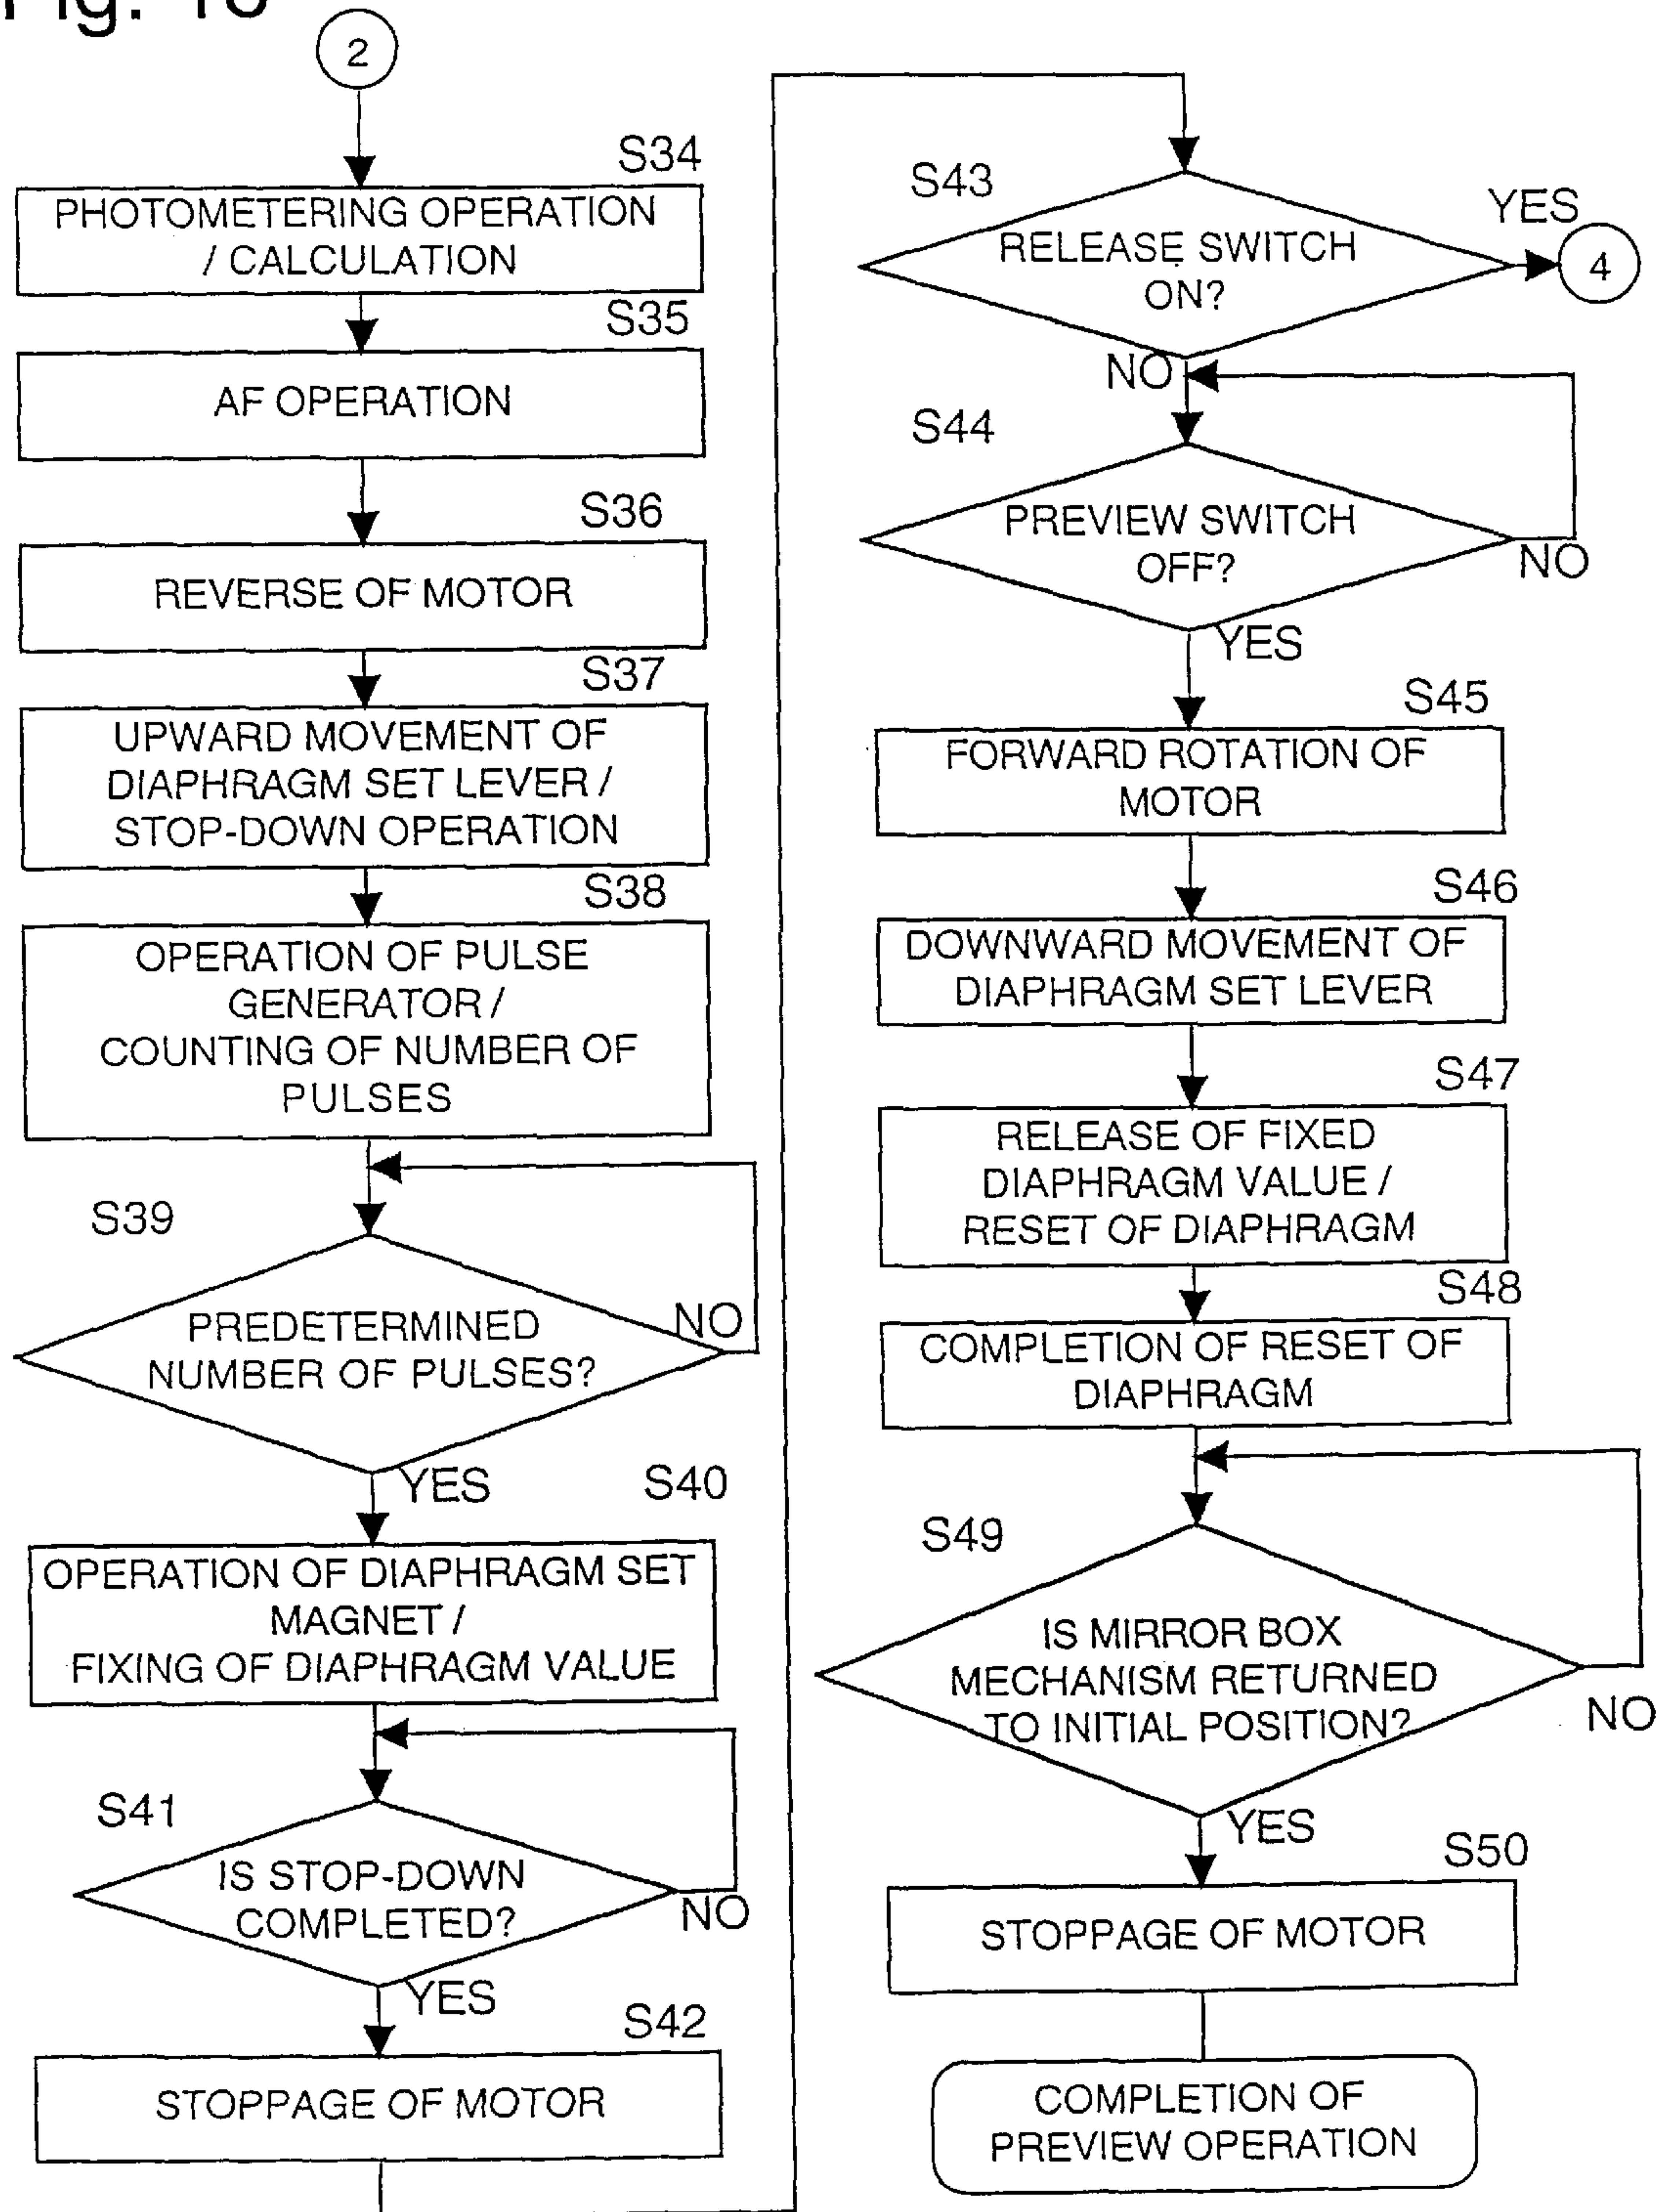 2
S34
PHOTOMETERING OPERATION
/ CALCULATION
S35
AF OPERATION
S36
REVERSE OF MOTOR
S37
UPWARD MOVEMENT OF
DIAPHRAGM SET LEVER /
STOP-DOWN OPERATION
S38
OPERATION OF PULSE
GENERATOR /
COUNTING OF NUMBER OF
PULSES
S39
PREDETERMINED
NUMBER OF PULSES?
NO
YES
S40
OPERATION OF DIAPHRAGM SET
MAGNET /
FIXING OF DIAPHRAGM VALUE
S41
IS STOP-DOWN
COMPLETED?
NO
YES
S42
STOPPAGE OF MOTOR
S43
RELEASE SWITCH
ON?
YES
4
NO
S44
PREVIEW SWITCH
OFF?
NO
YES
S45
FORWARD ROTATION OF
MOTOR
S46
DOWNWARD MOVEMENT OF
DIAPHRAGM SET LEVER
S47
RELEASE OF FIXED
DIAPHRAGM VALUE /
RESET OF DIAPHRAGM
S48
COMPLETION OF RESET OF
DIAPHRAGM
S49
IS MIRROR BOX
MECHANISM RETURNED
TO INITIAL POSITION?
NO
YES
S50
STOPPAGE OF MOTOR
COMPLETION OF
PREVIEW OPERATION